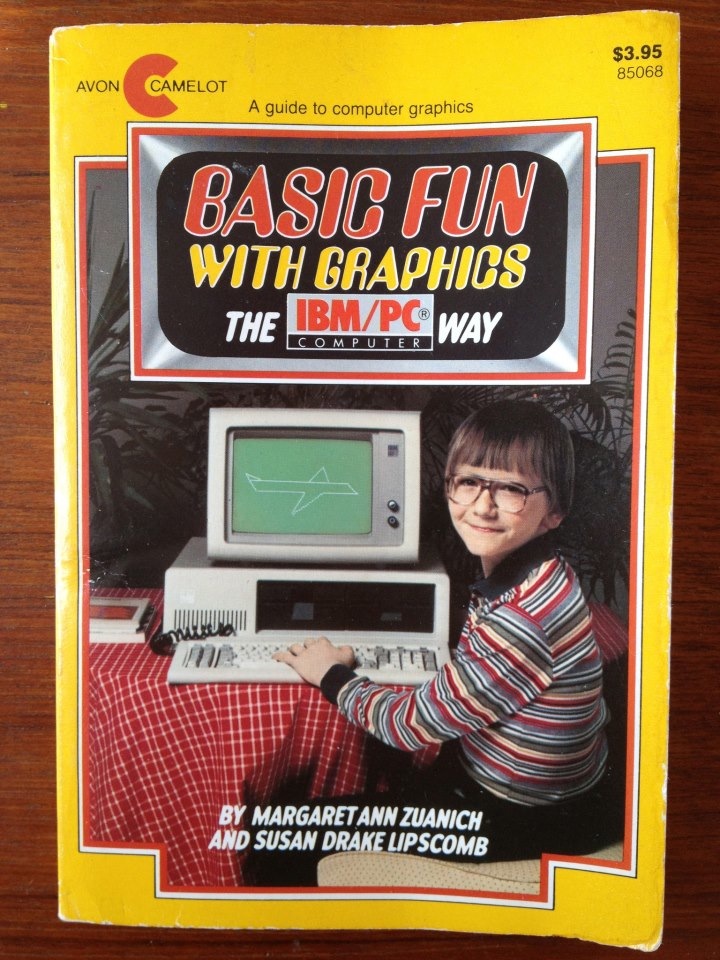 $3.95
85068
AVON CAMELOT
A guide to computer graphics
BASIC FUN
WITH GRAPHICS
THE IBM/PC® WAY
COMPUTER
BY MARGARET ANN ZUANICH
AND SUSAN DRAKE LIPSCOMB